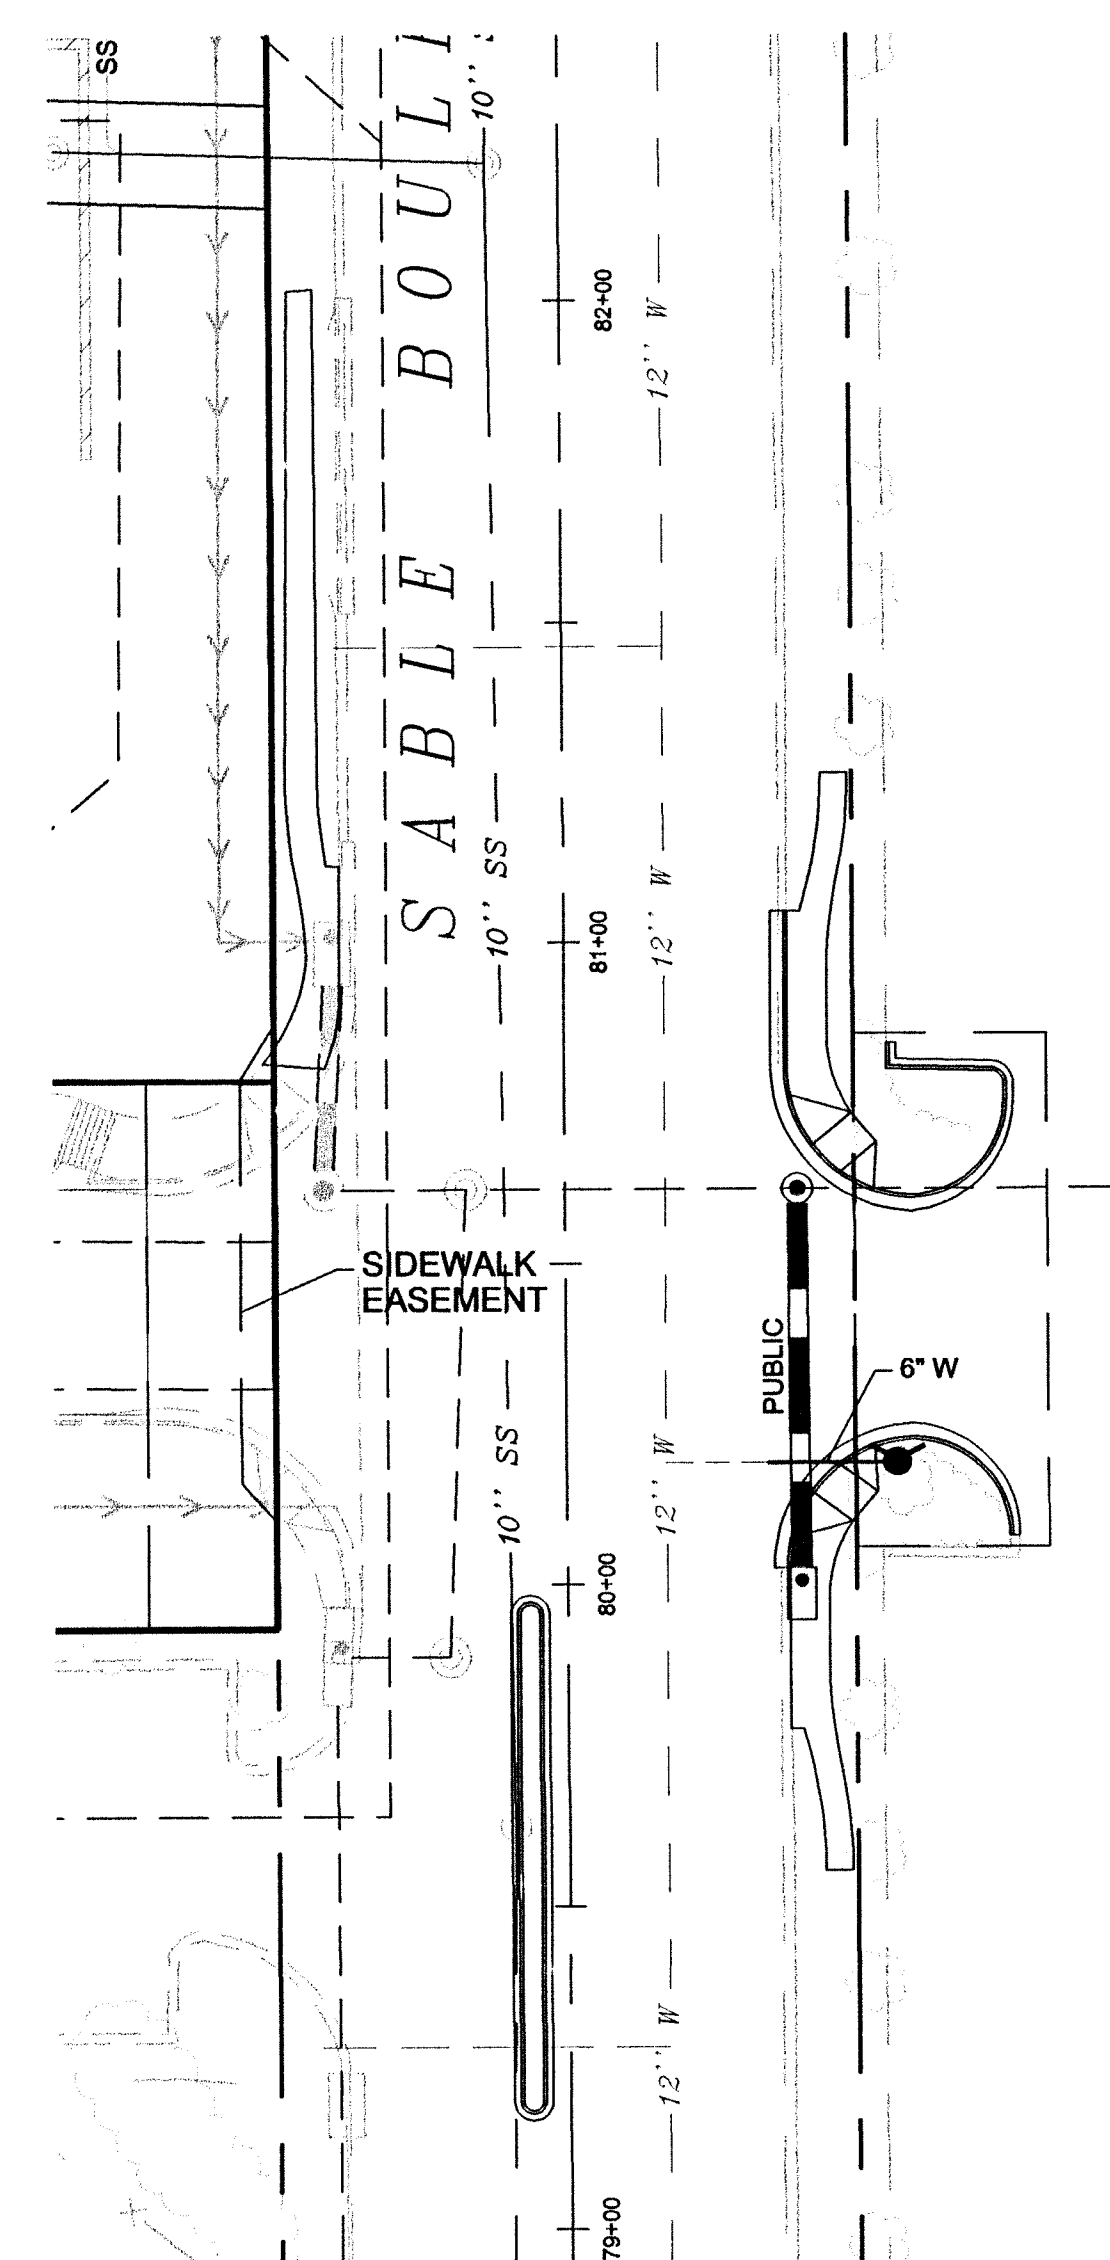 SS
10''
SABLE BOUL
82+00
12'' W
10'' SS
12'' W
81+00
SIDEWALK
EASEMENT
PUBLIC
6" W
10'' SS
12'' W
80+00
12'' W
79+00